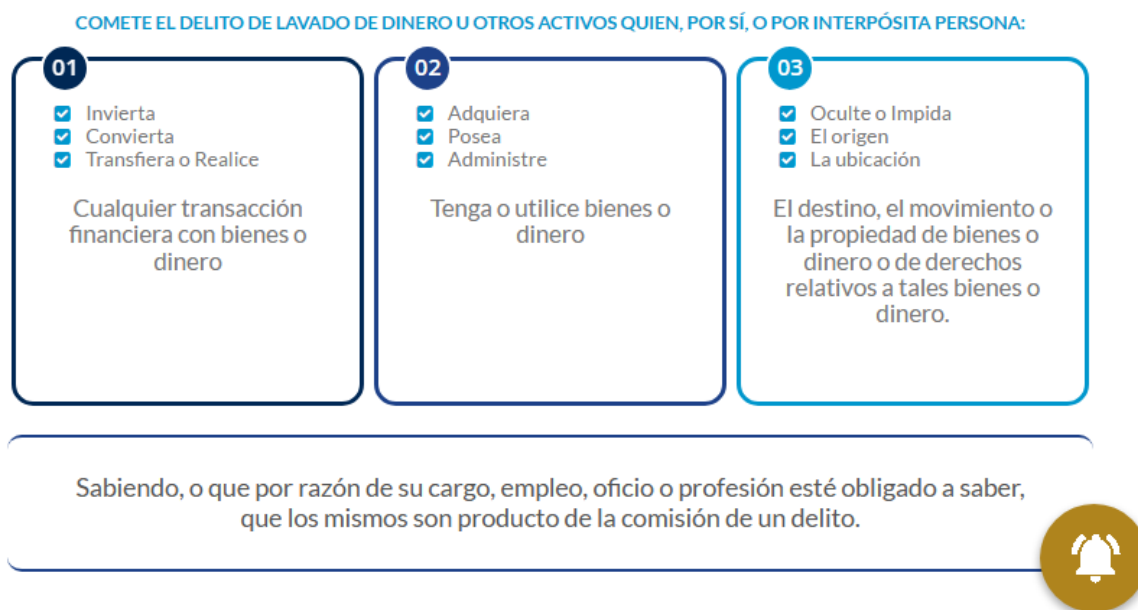 COMETE EL DELITO DE LAVADO DE DINERO U OTROS ACTIVOS QUIEN, POR SÍ, O POR INTERPÓSITA PERSONA:
01
Invierta
Convierta
Transfiera o Realice
Cualquier transacción
financiera con bienes o
dinero
02
Adquiera
Posea
Administre
Tenga o utilice bienes o
dinero
03
Oculte o Impida
El origen
La ubicación
El destino, el movimiento o
la propiedad de bienes o
dinero o de derechos
relativos a tales bienes o
dinero.
Sabiendo, o que por razón de su cargo, empleo, oficio o profesión esté obligado a saber,
que los mismos son producto de la comisión de un delito.